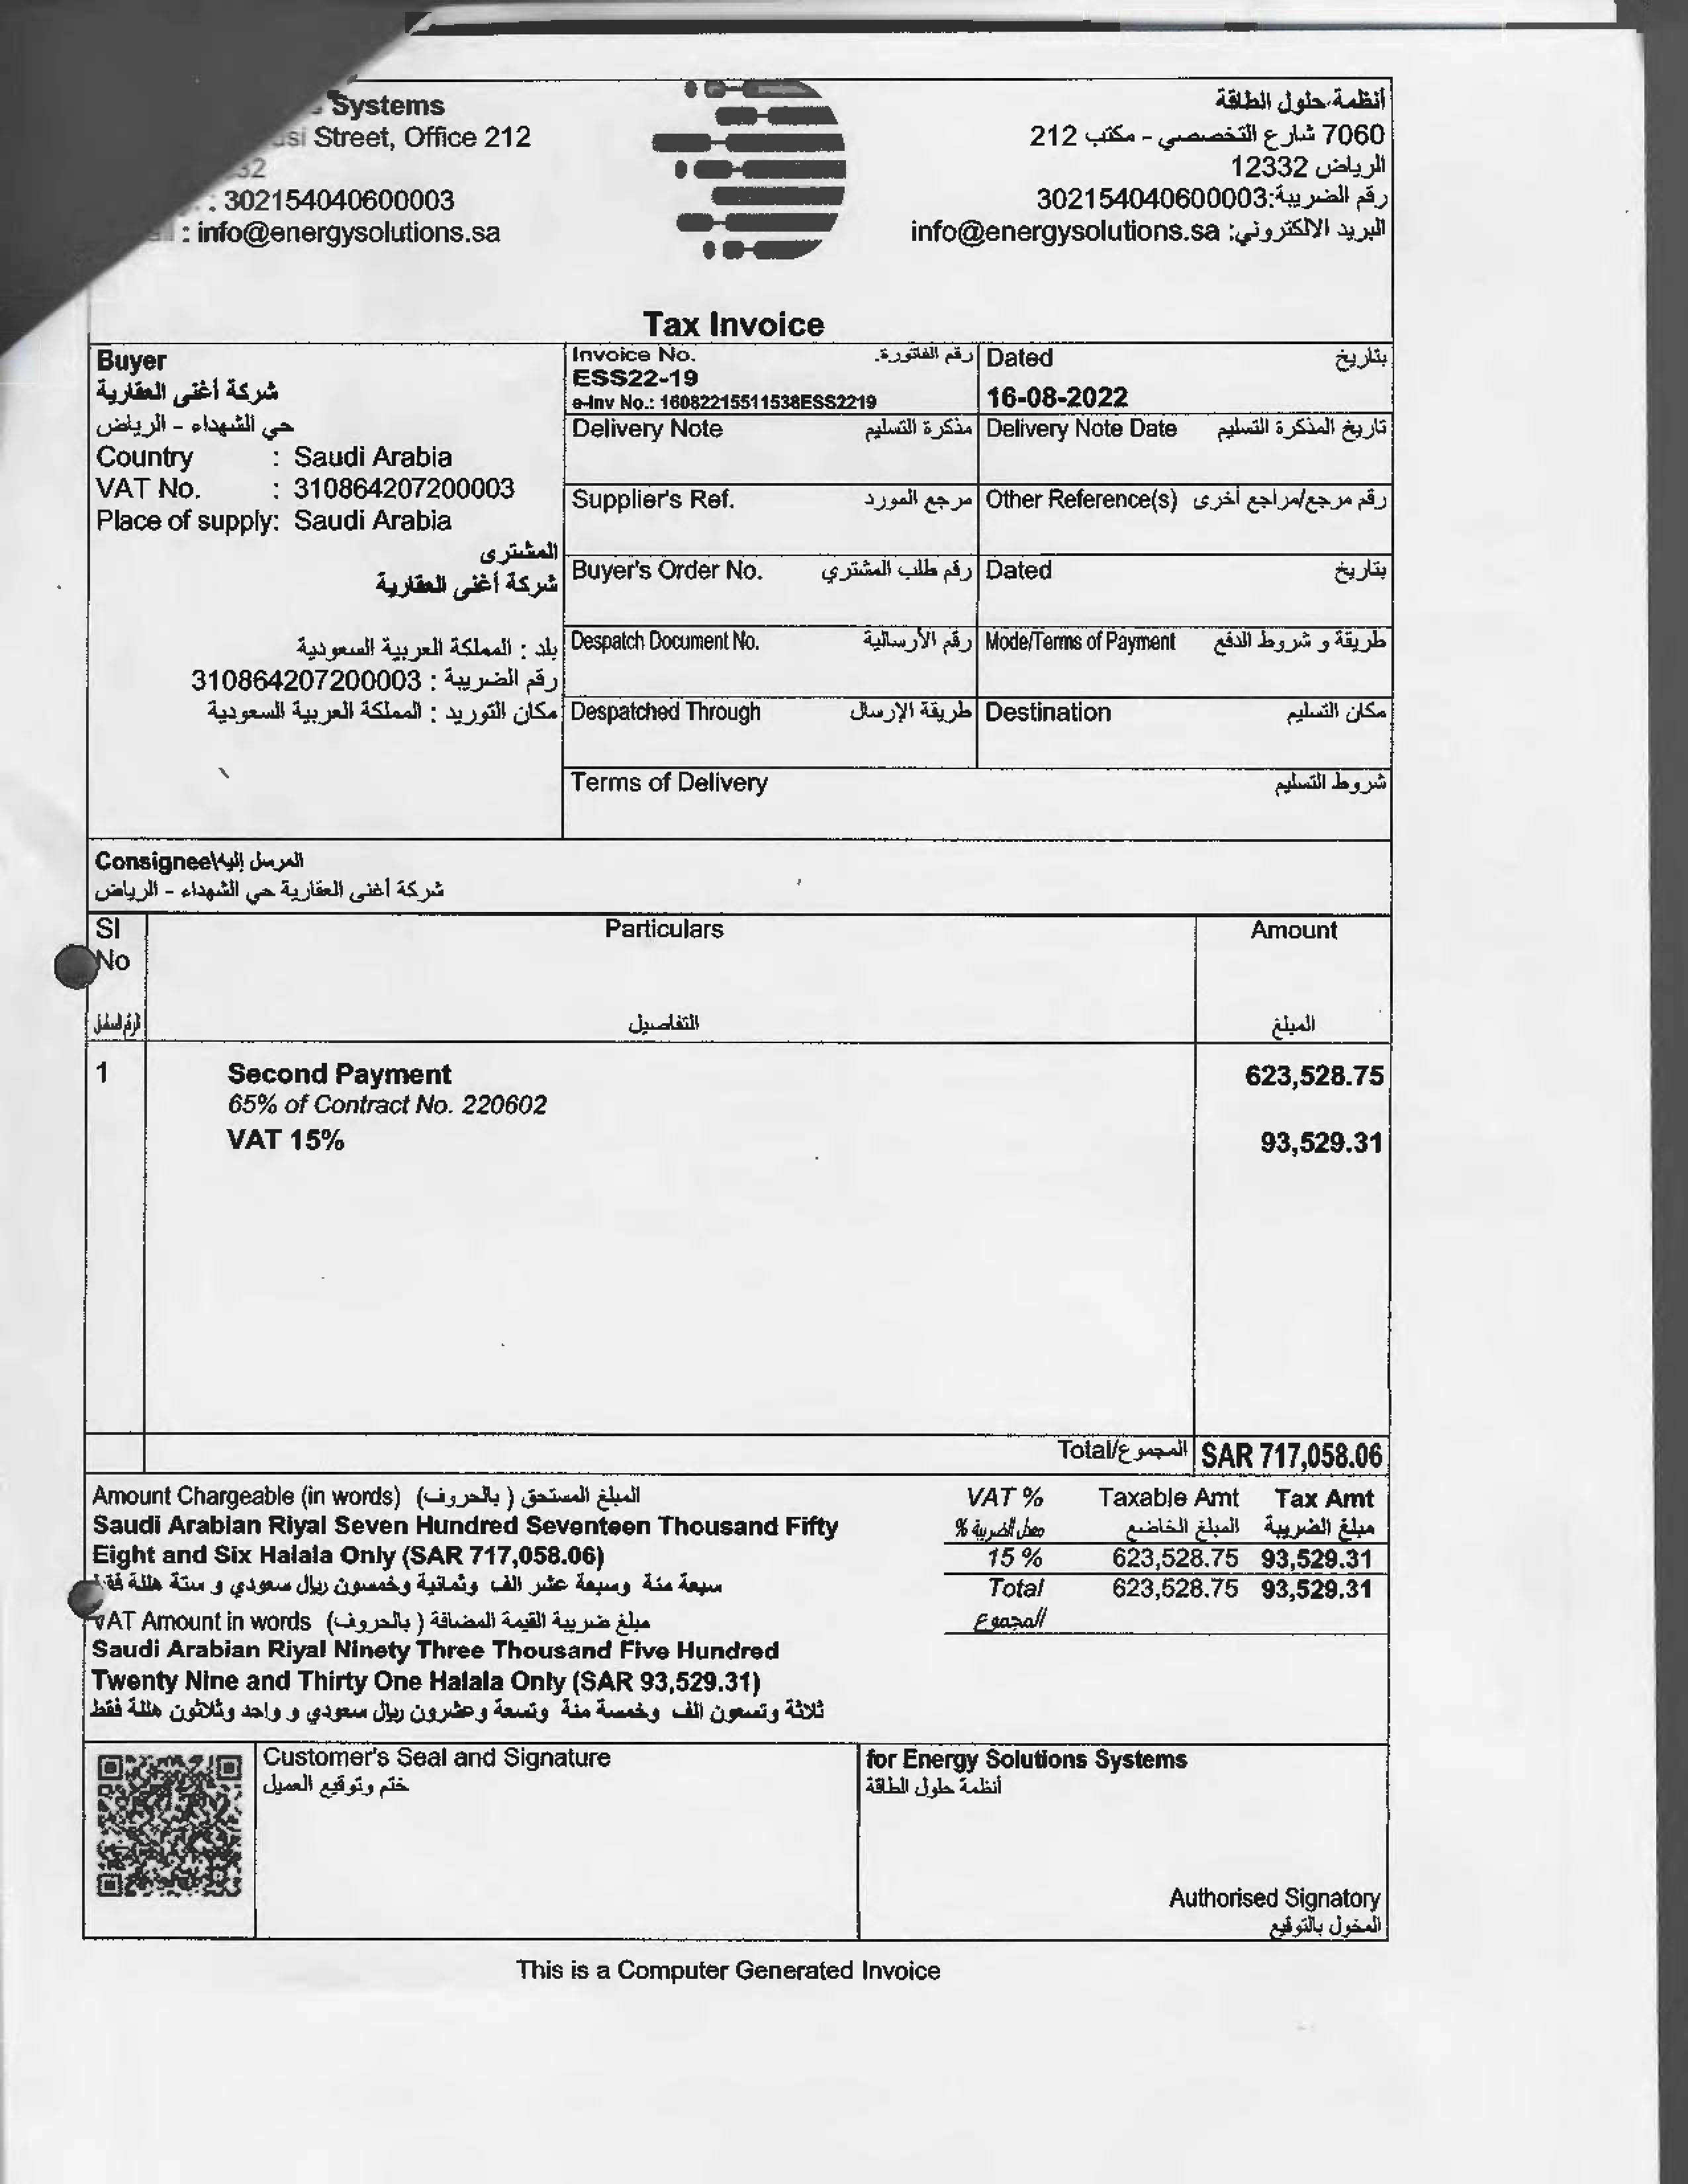 Systems
Street, Office 212
: 302154040600003
: info@energysolutions.sa
أنظمة حلول الطاقة
7060 شارع التخصصي - مكتب 212
الرياض 12332
رقم الضريبة:302154040600003
البريد الالكتروني: info@energysolutions.sa
Tax Invoice
Buyer
شركة أغنى العقارية
حي الشهداء - الرياض
Country : Saudi Arabia
VAT No. : 310864207200003
Place of supply: Saudi Arabia
المشترى
شركة أغنى العقارية
بلد : المملكة العربية السعودية
رقم الضريبة : 310864207200003
مكان التوريد : المملكة العربية السعودية
Invoice No. رقم الفاتورة.
ESS22-19
e-Inv No.: 16082215511538ESS2219
Dated بتاريخ
16-08-2022
Delivery Note مذكرة التسليم
Delivery Note Date تاريخ المذكرة التسليم
Supplier's Ref. مرجع المورد
Other Reference(s) رقم مرجع/مراجع أخرى
Buyer's Order No. رقم طلب المشتري
Dated بتاريخ
Despatch Document No. رقم الأرسالية
Mode/Terms of Payment طريقة و شروط الدفع
Despatched Through طريقة الإرسال
Destination مكان التسليم
Terms of Delivery شروط التسليم
Consignee\المرسل إليه
شركة أغنى العقارية حي الشهداء - الرياض
Sl No Particulars Amount
التفاصيل المبلغ
1 Second Payment 623,528.75
65% of Contract No. 220602
VAT 15% 93,529.31
Total/المجموع SAR 717,058.06
Amount Chargeable (in words) المبلغ المستحق ( بالحروف)
Saudi Arabian Riyal Seven Hundred Seventeen Thousand Fifty
Eight and Six Halala Only (SAR 717,058.06)
سبعة مئة وسبعة عشر الف وثمانية وخمسون ريال سعودي و ستة هللة فقط
VAT Amount in words مبلغ ضريبة القيمة المضافة ( بالحروف)
Saudi Arabian Riyal Ninety Three Thousand Five Hundred
Twenty Nine and Thirty One Halala Only (SAR 93,529.31)
ثلاثة وتسعون الف وخمسة مئة وتسعة وعشرون ريال سعودي و واحد وثلاثون هللة فقط
VAT % Taxable Amt Tax Amt
معدل الضريبة % المبلغ الخاضع مبلغ الضريبة
15 % 623,528.75 93,529.31
Total 623,528.75 93,529.31
المجموع
Customer's Seal and Signature
ختم وتوقيع العميل
for Energy Solutions Systems
أنظمة حلول الطاقة
Authorised Signatory
المخول بالتوقيع
This is a Computer Generated Invoice